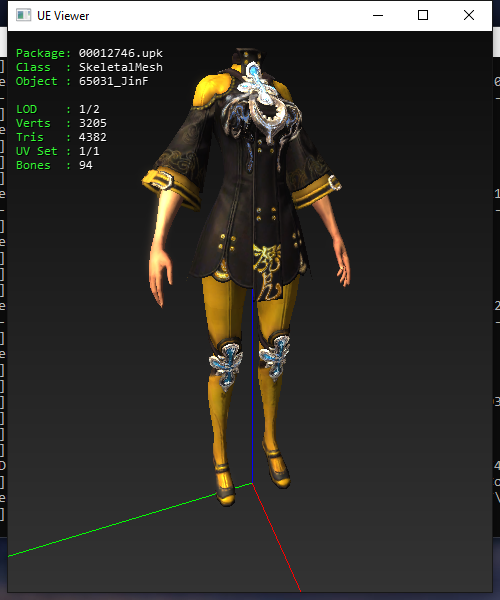 UE Viewer
Package: 00012746.upk
Class  : SkeletalMesh
Object : 65031_JinF
LOD    : 1/2
Verts  : 3205
Tris   : 4382
UV Set : 1/1
Bones  : 94